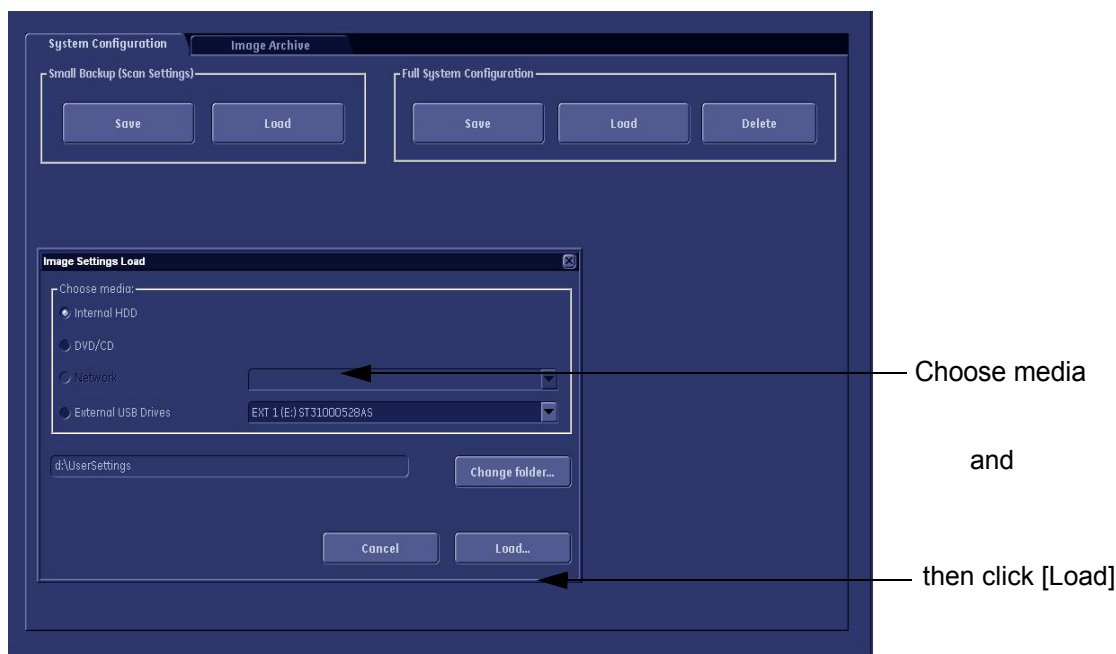 System Configuration
Image Archive
Small Backup (Scan Settings)
Full System Configuration
Save
Load
Save
Load
Delete
Image Settings Load
Choose media:
Internal HDD
DVD/CD
Network
External USB Drives
EXT 1 (E:) ST31000528AS
d:\UserSettings
Change folder...
Cancel
Load...
Choose media
and
then click [Load]